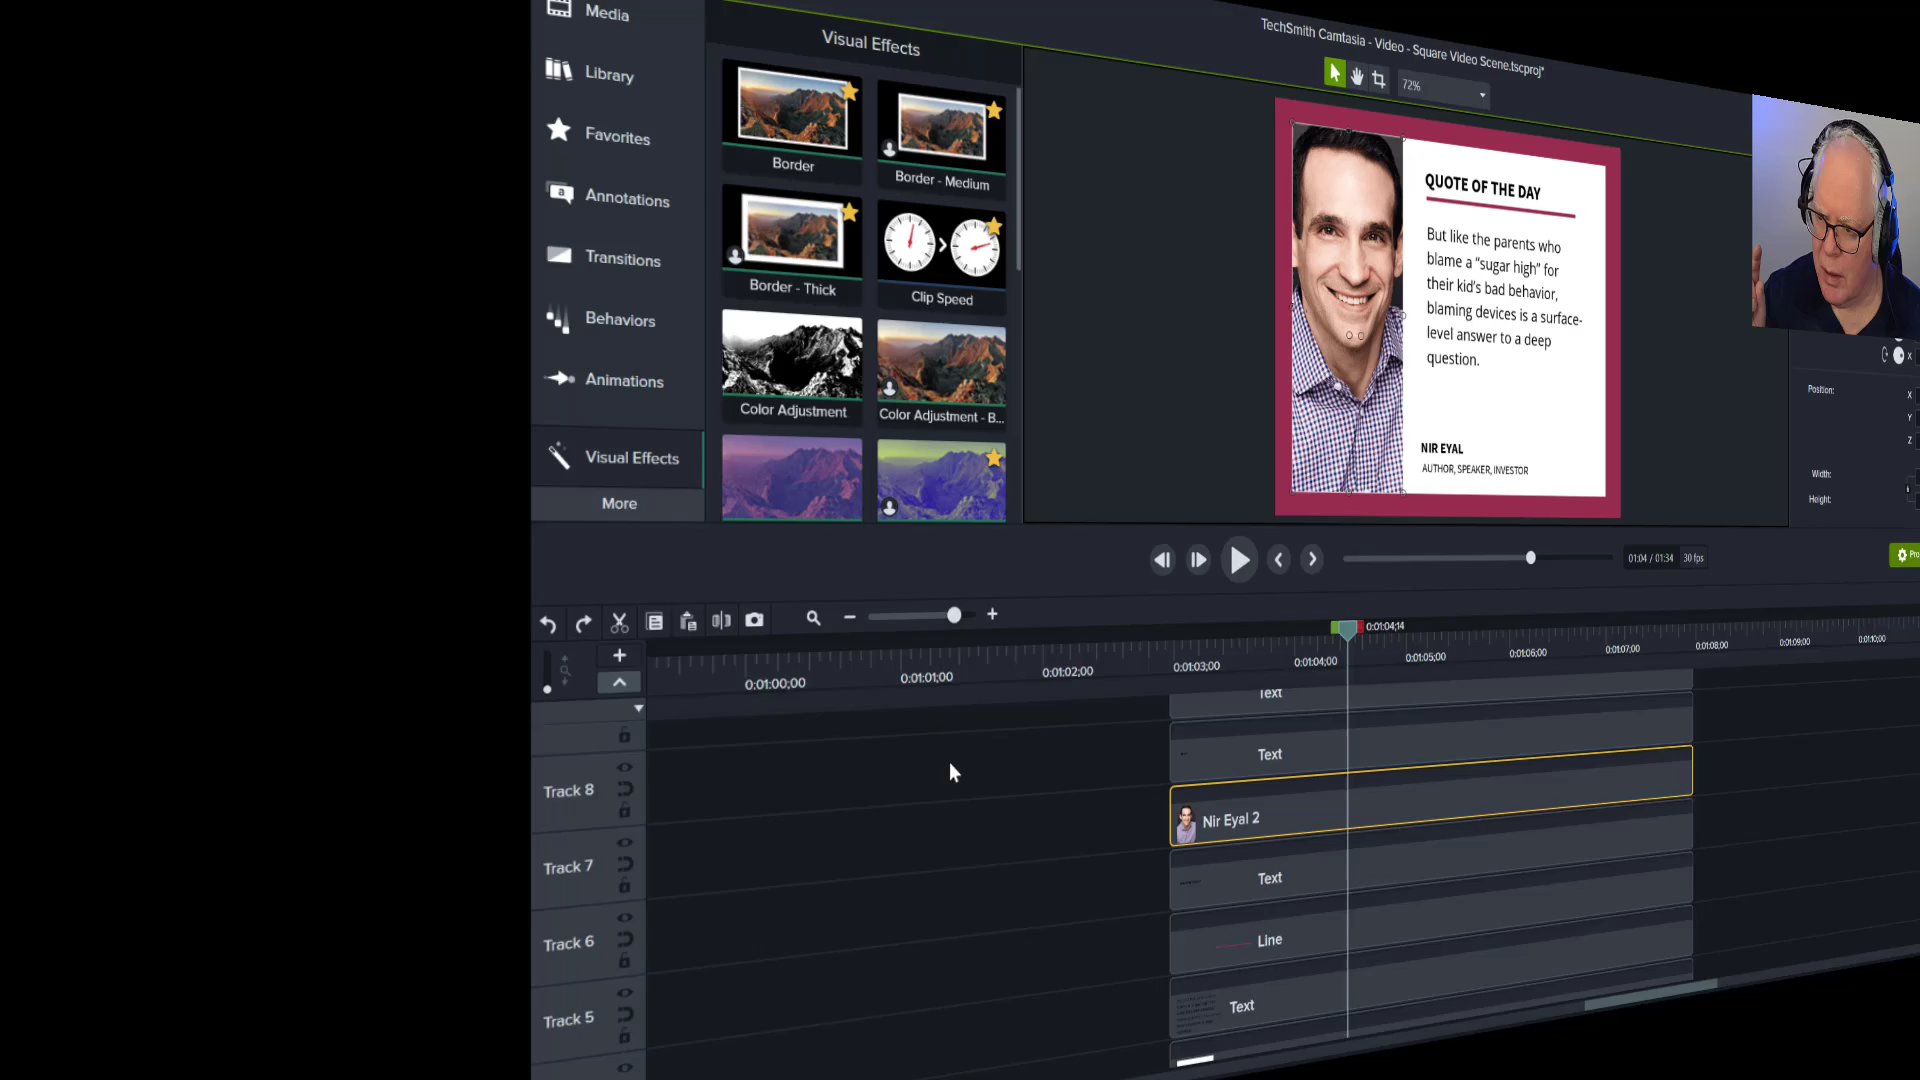 Media
Library
Favorites
Annotations
Transitions
Behaviors
Animations
Visual Effects
More
Visual Effects
Border
Border - Medium
Border - Thick
Clip Speed
Color Adjustment
Color Adjustment - B...
TechSmith Camtasia - Video - Square Video Scene.tscproj*
72%
QUOTE OF THE DAY
But like the parents who
blame a “sugar high” for
their kid’s bad behavior,
blaming devices is a surface-
level answer to a deep
question.
NIR EYAL
AUTHOR, SPEAKER, INVESTOR
X
Position:
X
Y
Z
Width:
Height:
01:04 / 01:34
30 fps
Pro
0:01:04;14
0:01:00;00
0:01:01;00
0:01:02;00
0:01:03;00
0:01:04;00
0:01:05;00
0:01:06;00
0:01:07;00
0:01:08;00
0:01:09;00
0:01:10;00
Text
Text
Track 8
Nir Eyal 2
Track 7
Text
Track 6
Line
Track 5
Text